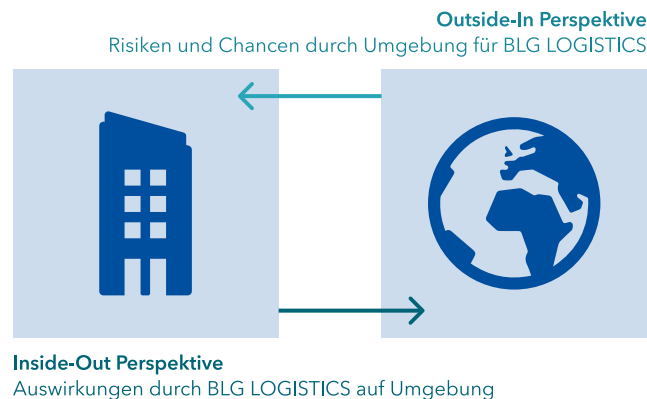 Outside-In Perspektive
Risiken und Chancen durch Umgebung für BLG LOGISTICS
Inside-Out Perspektive
Auswirkungen durch BLG LOGISTICS auf Umgebung